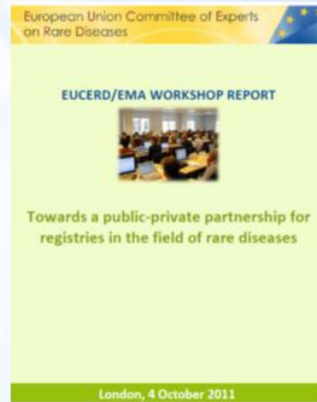 European Union Committee of Experts
on Rare Diseases
EUCERD/EMA WORKSHOP REPORT
Towards a public-private partnership for
registries in the field of rare diseases
London, 4 October 2011